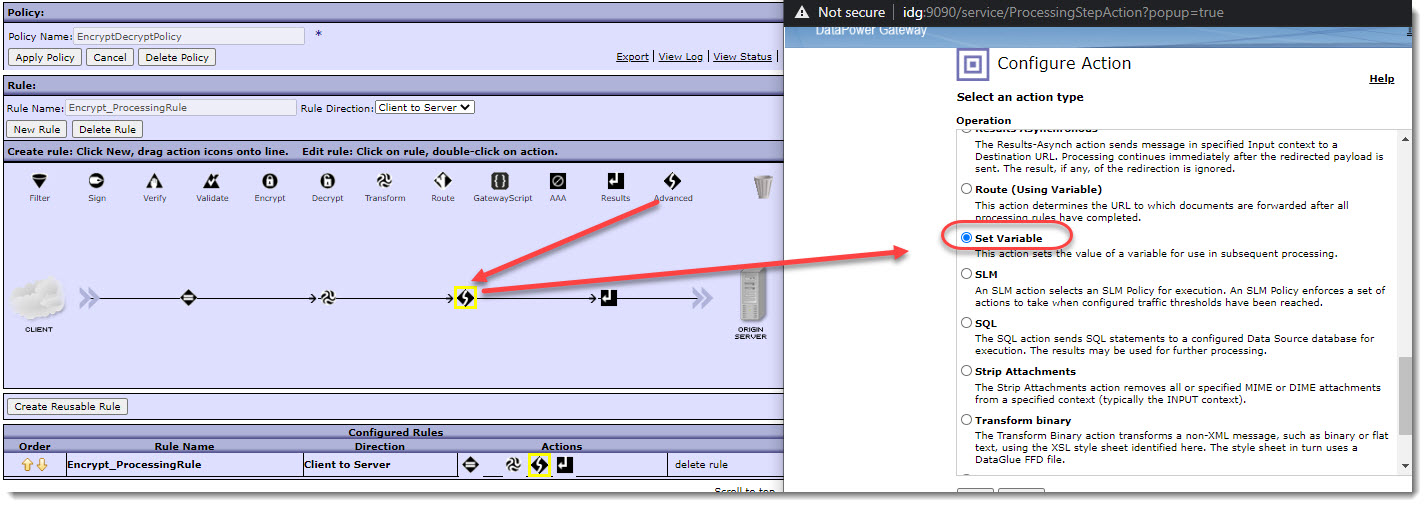 Policy:
Policy Name: EncryptDecryptPolicy *
Apply Policy Cancel Delete Policy
Export | View Log | View Status |
Rule:
Rule Name: Encrypt_ProcessingRule Rule Direction: Client to Server
New Rule Delete Rule
Create rule: Click New, drag action icons onto line. Edit rule: Click on rule, double-click on action.
Filter Sign Verify Validate Encrypt Decrypt Transform Route GatewayScript AAA Results Advanced
CLIENT
ORIGIN
SERVER
Create Reusable Rule
Configured Rules
Order Rule Name Direction Actions
Encrypt_ProcessingRule Client to Server delete rule
Scroll to top
Not secure | idg:9090/service/ProcessingStepAction?popup=true
DataPower Gateway
Configure Action
Help
Select an action type
Operation
Results Asynchronous
The Results-Asynch action sends message in specified Input context to a
Destination URL. Processing continues immediately after the redirected payload is
sent. The result, if any, of the redirection is ignored.
Route (Using Variable)
This action determines the URL to which documents are forwarded after all
processing rules have completed.
Set Variable
This action sets the value of a variable for use in subsequent processing.
SLM
An SLM action selects an SLM Policy for execution. An SLM Policy enforces a set of
actions to take when configured traffic thresholds have been reached.
SQL
The SQL action sends SQL statements to a configured Data Source database for
execution. The results may be used for further processing.
Strip Attachments
The Strip Attachments action removes all or specified MIME or DIME attachments
from a specified context (typically the INPUT context).
Transform binary
The Transform Binary action transforms a non-XML message, such as binary or flat
text, using the XSL style sheet identified here. The style sheet in turn uses a
DataGlue FFD file.